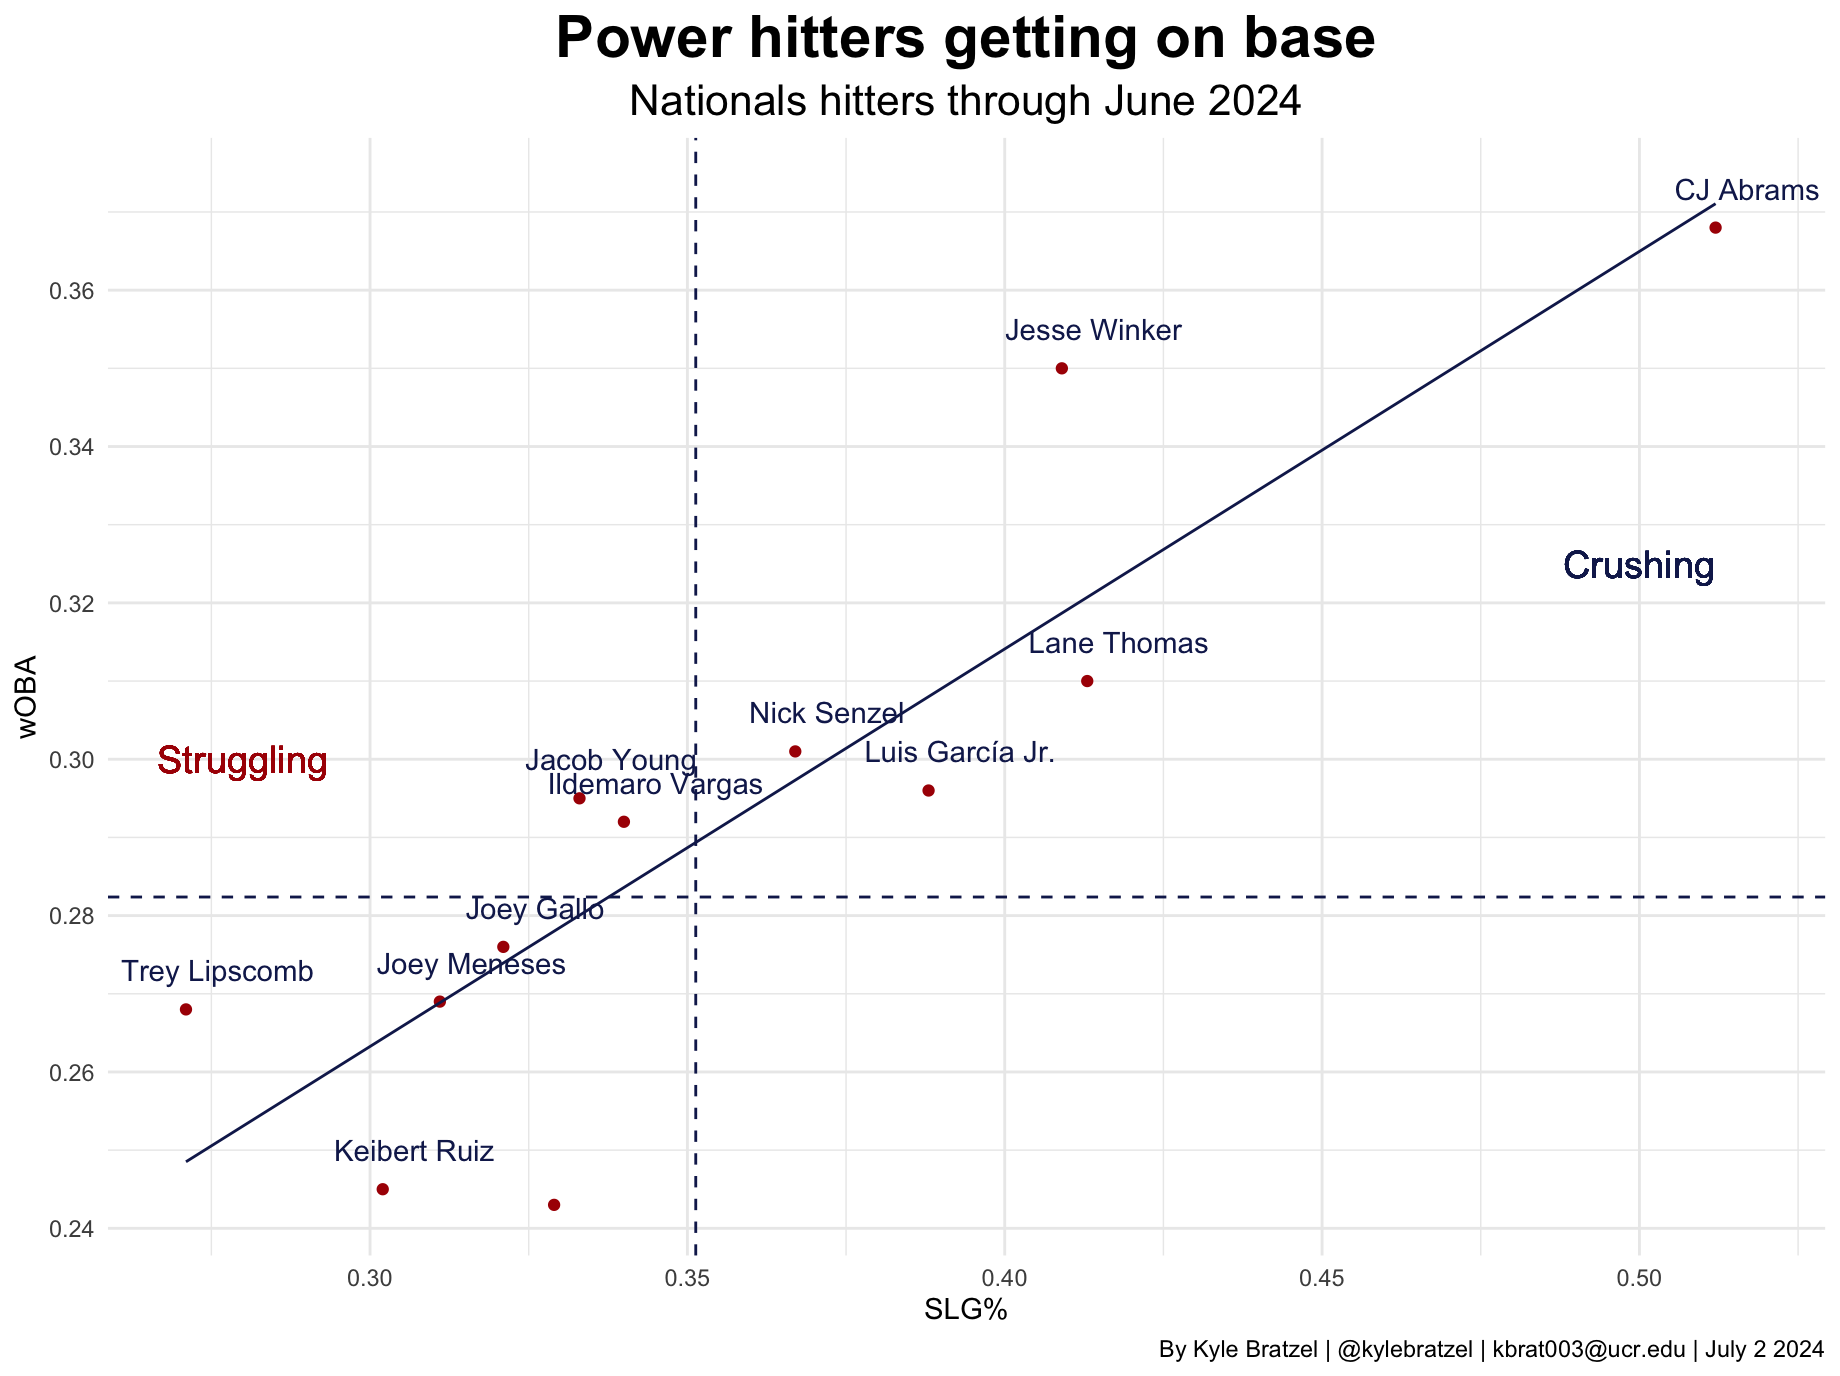 Power hitters getting on base
Nationals hitters through June 2024
CJ Abrams
0.36
Jesse Winker
0.34
Crushing
0.32
Lane Thomas
wOBA
Nick Senzel
Luis García Jr.
Struggling
0.30
Jacob Young
Ildemaro Vargas
0.28
Joey Gallo
Joey Meneses
Trey Lipscomb
0.26
Keibert Ruiz
0.24
0.30 0.35 0.40 0.45 0.50
SLG%
By Kyle Bratzel | @kylebratzel | kbrat003@ucr.edu | July 2 2024